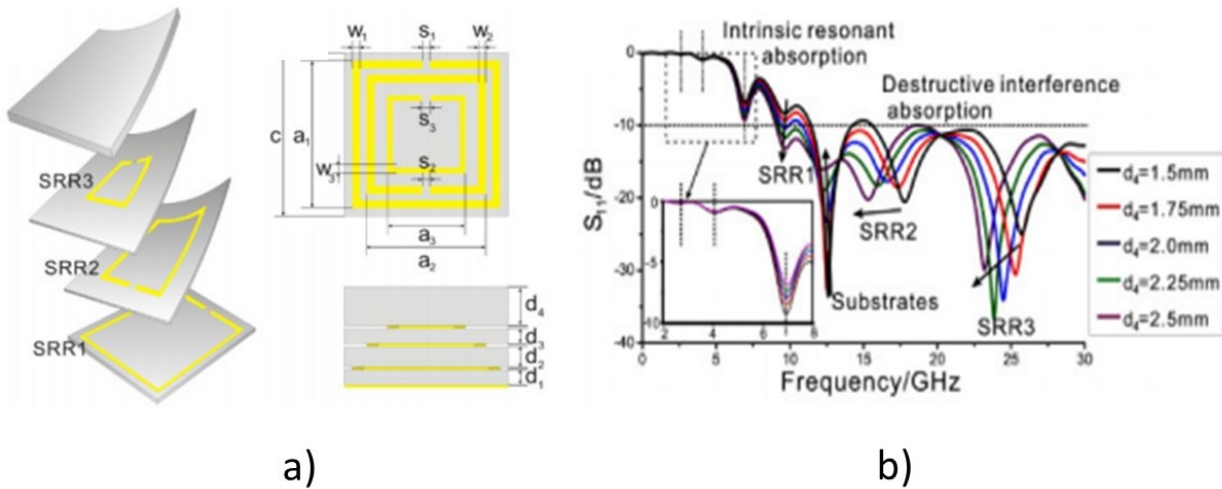 SRR3
SRR2
SRR1
w₁ s₁ w₂
c a₁
s₃
w₃ s₂
a₃
a₂
d₄
d₃
d₂
d₁
a)
Intrinsic resonant
absorption
Destructive interference
absorption
SRR1
SRR2
Substrates
SRR3
0
-10
-20
-30
-40
S₁₁/dB
0 5 10 15 20 25 30
Frequency/GHz
0
-5
-10
2 4 6 8
d₄=1.5mm
d₄=1.75mm
d₄=2.0mm
d₄=2.25mm
d₄=2.5mm
b)